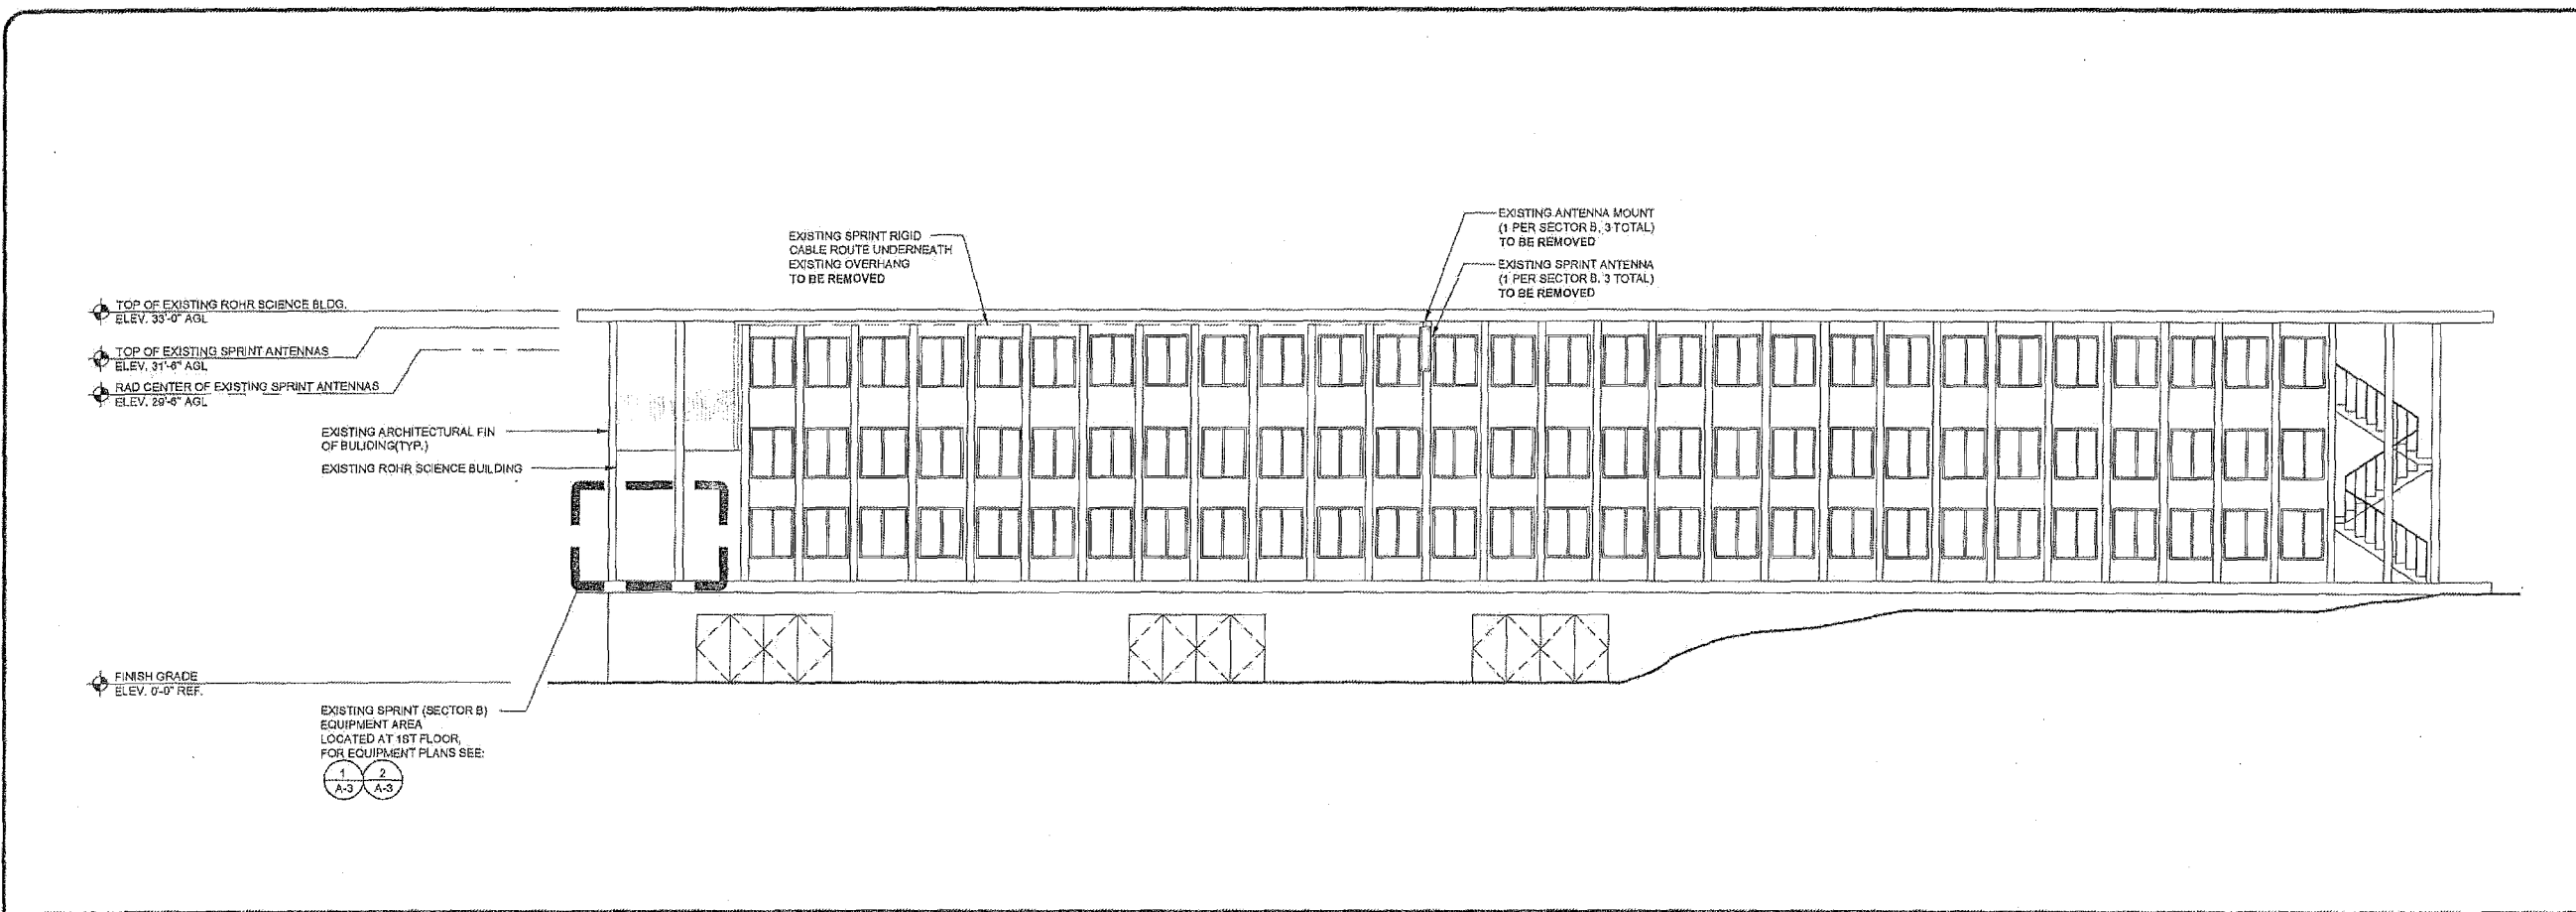 EXISTING SPRINT RIGID
CABLE ROUTE UNDERNEATH
EXISTING OVERHANG
TO BE REMOVED
EXISTING ANTENNA MOUNT
(1 PER SECTOR B, 3 TOTAL)
TO BE REMOVED
EXISTING SPRINT ANTENNA
(1 PER SECTOR B, 3 TOTAL)
TO BE REMOVED
TOP OF EXISTING ROHR SCIENCE BLDG.
ELEV. 33'-0" AGL
TOP OF EXISTING SPRINT ANTENNAS
ELEV. 31'-6" AGL
RAD CENTER OF EXISTING SPRINT ANTENNAS
ELEV. 29'-6" AGL
EXISTING ARCHITECTURAL FIN
OF BULIDING(TYP.)
EXISTING ROHR SCIENCE BUILDING
FINISH GRADE
ELEV. 0'-0" REF.
EXISTING SPRINT (SECTOR B)
EQUIPMENT AREA
LOCATED AT 1ST FLOOR,
FOR EQUIPMENT PLANS SEE:
1 2
A-3 A-3